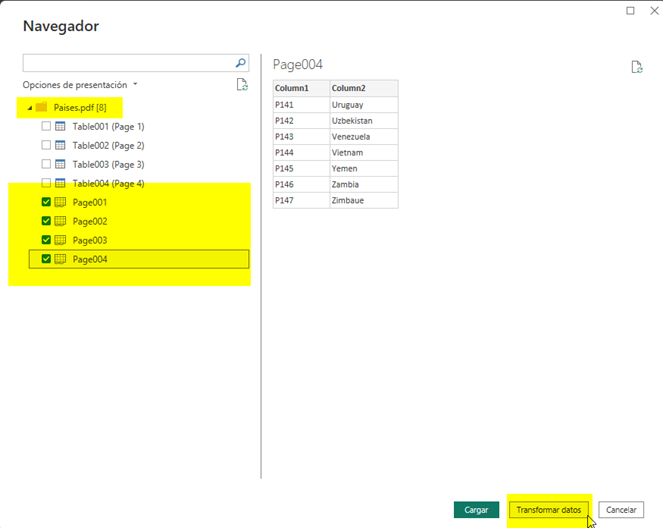 Navegador
Opciones de presentación
Paises.pdf [8]
Table001 (Page 1)
Table002 (Page 2)
Table003 (Page 3)
Table004 (Page 4)
Page001
Page002
Page003
Page004
Page004
Column1 Column2
P141 Uruguay
P142 Uzbekistan
P143 Venezuela
P144 Vietnam
P145 Yemen
P146 Zambia
P147 Zimbaue
Cargar Transformar datos Cancelar